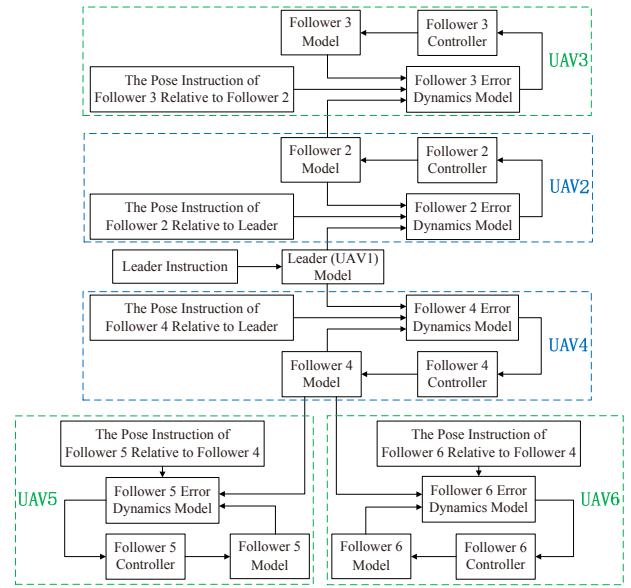 Follower 3
Model
Follower 3
Controller
UAV3
The Pose Instruction of
Follower 3 Relative to Follower 2
Follower 3 Error
Dynamics Model
Follower 2
Model
Follower 2
Controller
UAV2
The Pose Instruction of
Follower 2 Relative to Leader
Follower 2 Error
Dynamics Model
Leader Instruction
Leader (UAV1)
Model
The Pose Instruction of
Follower 4 Relative to Leader
Follower 4 Error
Dynamics Model
UAV4
Follower 4
Model
Follower 4
Controller
The Pose Instruction of
Follower 5 Relative to Follower 4
UAV5
Follower 5 Error
Dynamics Model
Follower 5
Controller
Follower 5
Model
The Pose Instruction of
Follower 6 Relative to Follower 4
Follower 6 Error
Dynamics Model
UAV6
Follower 6
Model
Follower 6
Controller